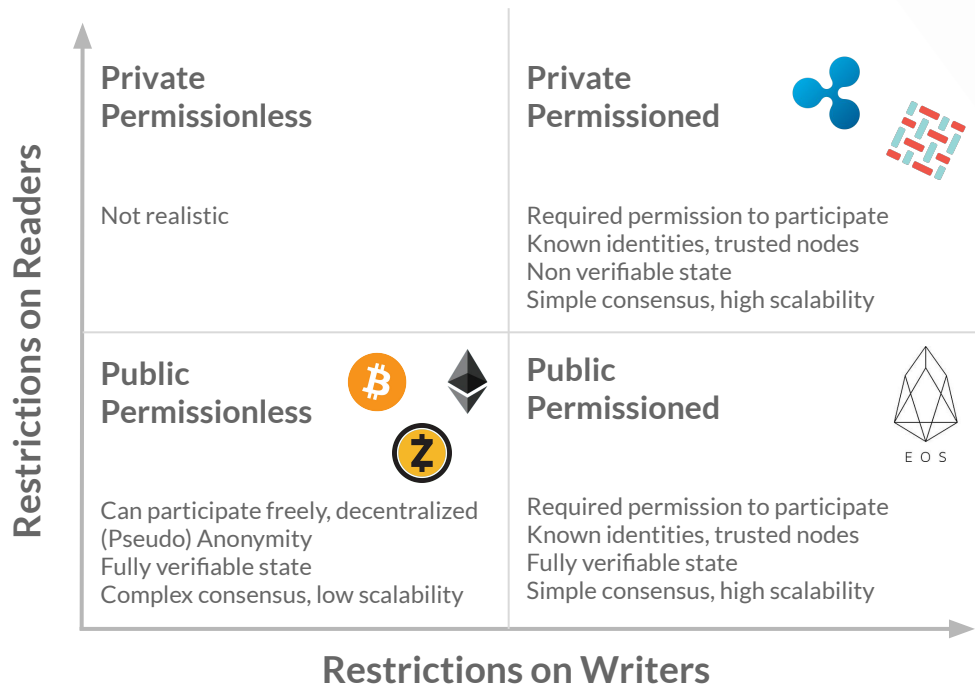 Restrictions on Readers
Private
Permissionless
Not realistic
Private
Permissioned
Required permission to participate
Known identities, trusted nodes
Non verifiable state
Simple consensus, high scalability
Public
Permissionless
Can participate freely, decentralized
(Pseudo) Anonymity
Fully verifiable state
Complex consensus, low scalability
Public
Permissioned
EOS
Required permission to participate
Known identities, trusted nodes
Fully verifiable state
Simple consensus, high scalability
Restrictions on Writers